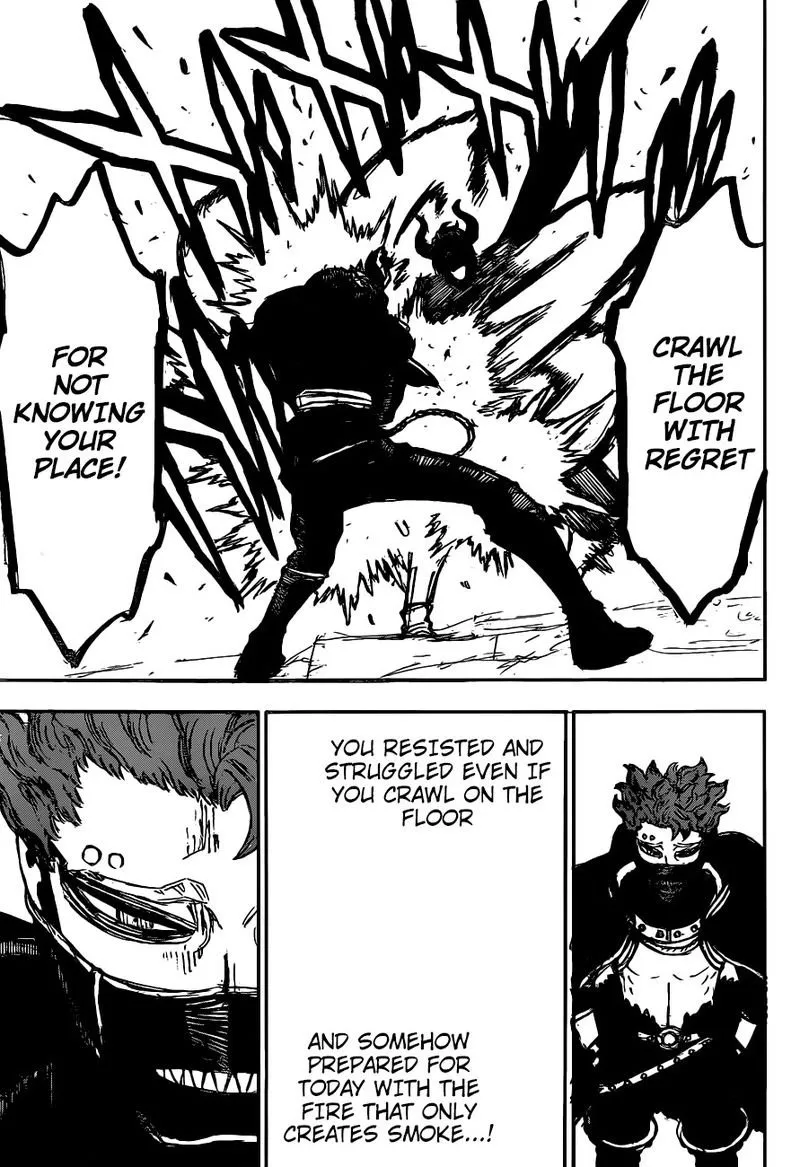 CRAWL
THE
FLOOR
WITH
REGRET
FOR
NOT
KNOWING
YOUR
PLACE!
YOU RESISTED AND
STRUGGLED EVEN IF
YOU CRAWL ON THE
FLOOR
AND SOMEHOW
PREPARED FOR
TODAY WITH THE
FIRE THAT ONLY
CREATES SMOKE...!